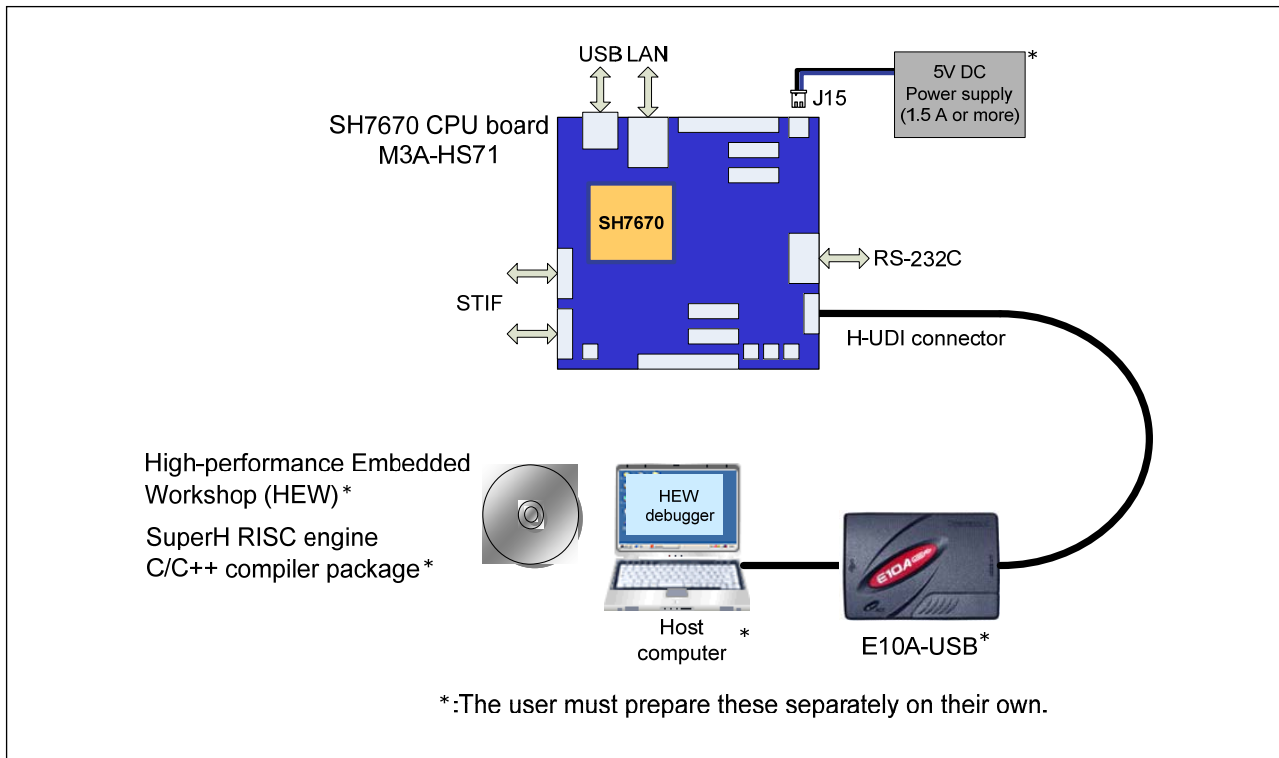 USB LAN
*
5V DC
Power supply
(1.5 A or more)
J15
SH7670 CPU board
M3A-HS71
SH7670
RS-232C
STIF
H-UDI connector
High-performance Embedded
Workshop (HEW)*
SuperH RISC engine
C/C++ compiler package*
HEW
debugger
E10A-USB
Host
computer *
E10A-USB*
*:The user must prepare these separately on their own.